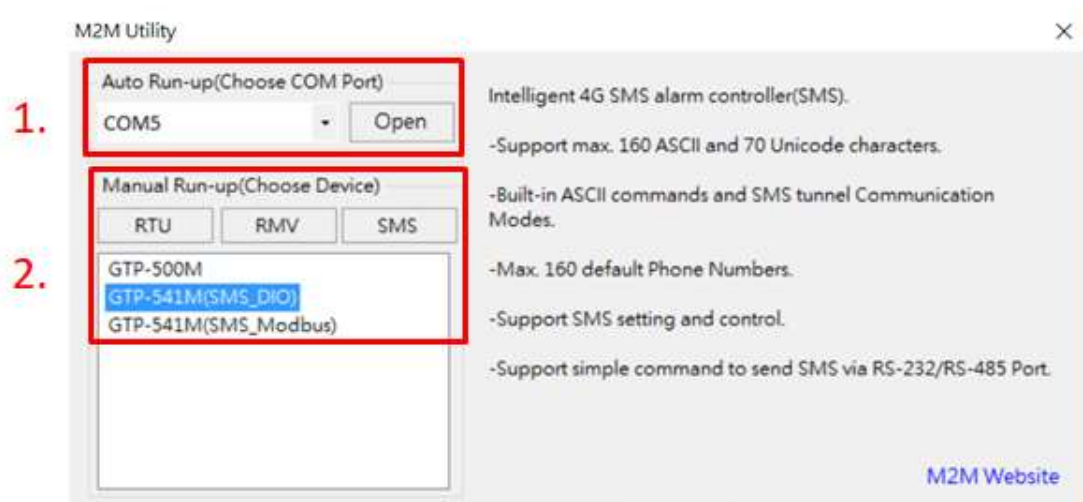 M2M Utility
1.
Auto Run-up(Choose COM Port)
COM5
Open
2.
Manual Run-up(Choose Device)
RTU
RMV
SMS
GTP-500M
GTP-541M(SMS_DIO)
GTP-541M(SMS_Modbus)
Intelligent 4G SMS alarm controller(SMS).
-Support max. 160 ASCII and 70 Unicode characters.
-Built-in ASCII commands and SMS tunnel Communication
Modes.
-Max. 160 default Phone Numbers.
-Support SMS setting and control.
-Support simple command to send SMS via RS-232/RS-485 Port.
M2M Website